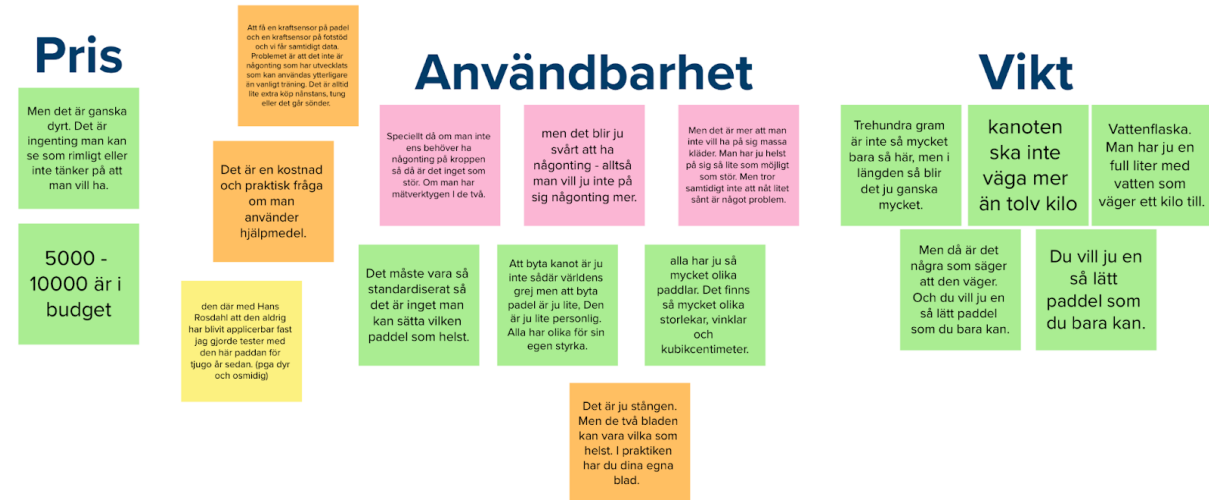 Pris
Men det är ganska
dyrt. Det är
ingenting man kan
se som rimligt eller
inte tänker på att
man vill ha.
5000 -
10000 är i
budget
Att få en kraftsensor på padel
och en kraftsensor på fotstöd
och vi får samtidigt data.
Problemet är att det inte är
någonting som har utvecklats
som kan användas ytterligare
än vanligt träning. Det är alltid
lite extra köp nånstans, tung
eller det går sönder.
Det är en kostnad
och praktisk fråga
om man
använder
hjälpmedel.
den där med Hans
Rosdahl att den aldrig
har blivit applicerbar fast
jag gjorde tester med
den här paddan för
tjugo år sedan. (pga dyr
och osmidig)
Användbarhet
Speciellt då om man inte
ens behöver ha
någonting på kroppen
så då är det inget som
stör. Om man har
mätverktygen I de två.
men det blir ju
svårt att ha
någonting - alltså
man vill ju inte på
sig någonting mer.
Men det är mer att man
inte vill ha på sig massa
kläder. Man har ju helst
på sig så lite som möjligt
som stör. Men tror
samtidigt inte att nåt litet
sånt är något problem.
Det måste vara så
standardiserat så
det är inget man
kan sätta vilken
paddel som helst.
Att byta kanot är ju
inte sådär världens
grej men att byta
padel är ju lite, Den
är ju lite personlig.
Alla har olika för sin
egen styrka.
alla har ju så
mycket olika
paddlar. Det finns
så mycket olika
storlekar, vinklar
och
kubikcentimeter.
Det är ju stången.
Men de två bladen
kan vara vilka som
helst. I praktiken
har du dina egna
blad.
Vikt
Trehundra gram
är inte så mycket
bara så här, men i
längden så blir
det ju ganska
mycket.
kanoten
ska inte
väga mer
än tolv kilo
Vattenflaska.
Man har ju en
full liter med
vatten som
väger ett kilo till.
Men då är det
några som säger
att den väger.
Och du vill ju en
så lätt paddel
som du bara kan.
Du vill ju en
så lätt
paddel som
du bara kan.